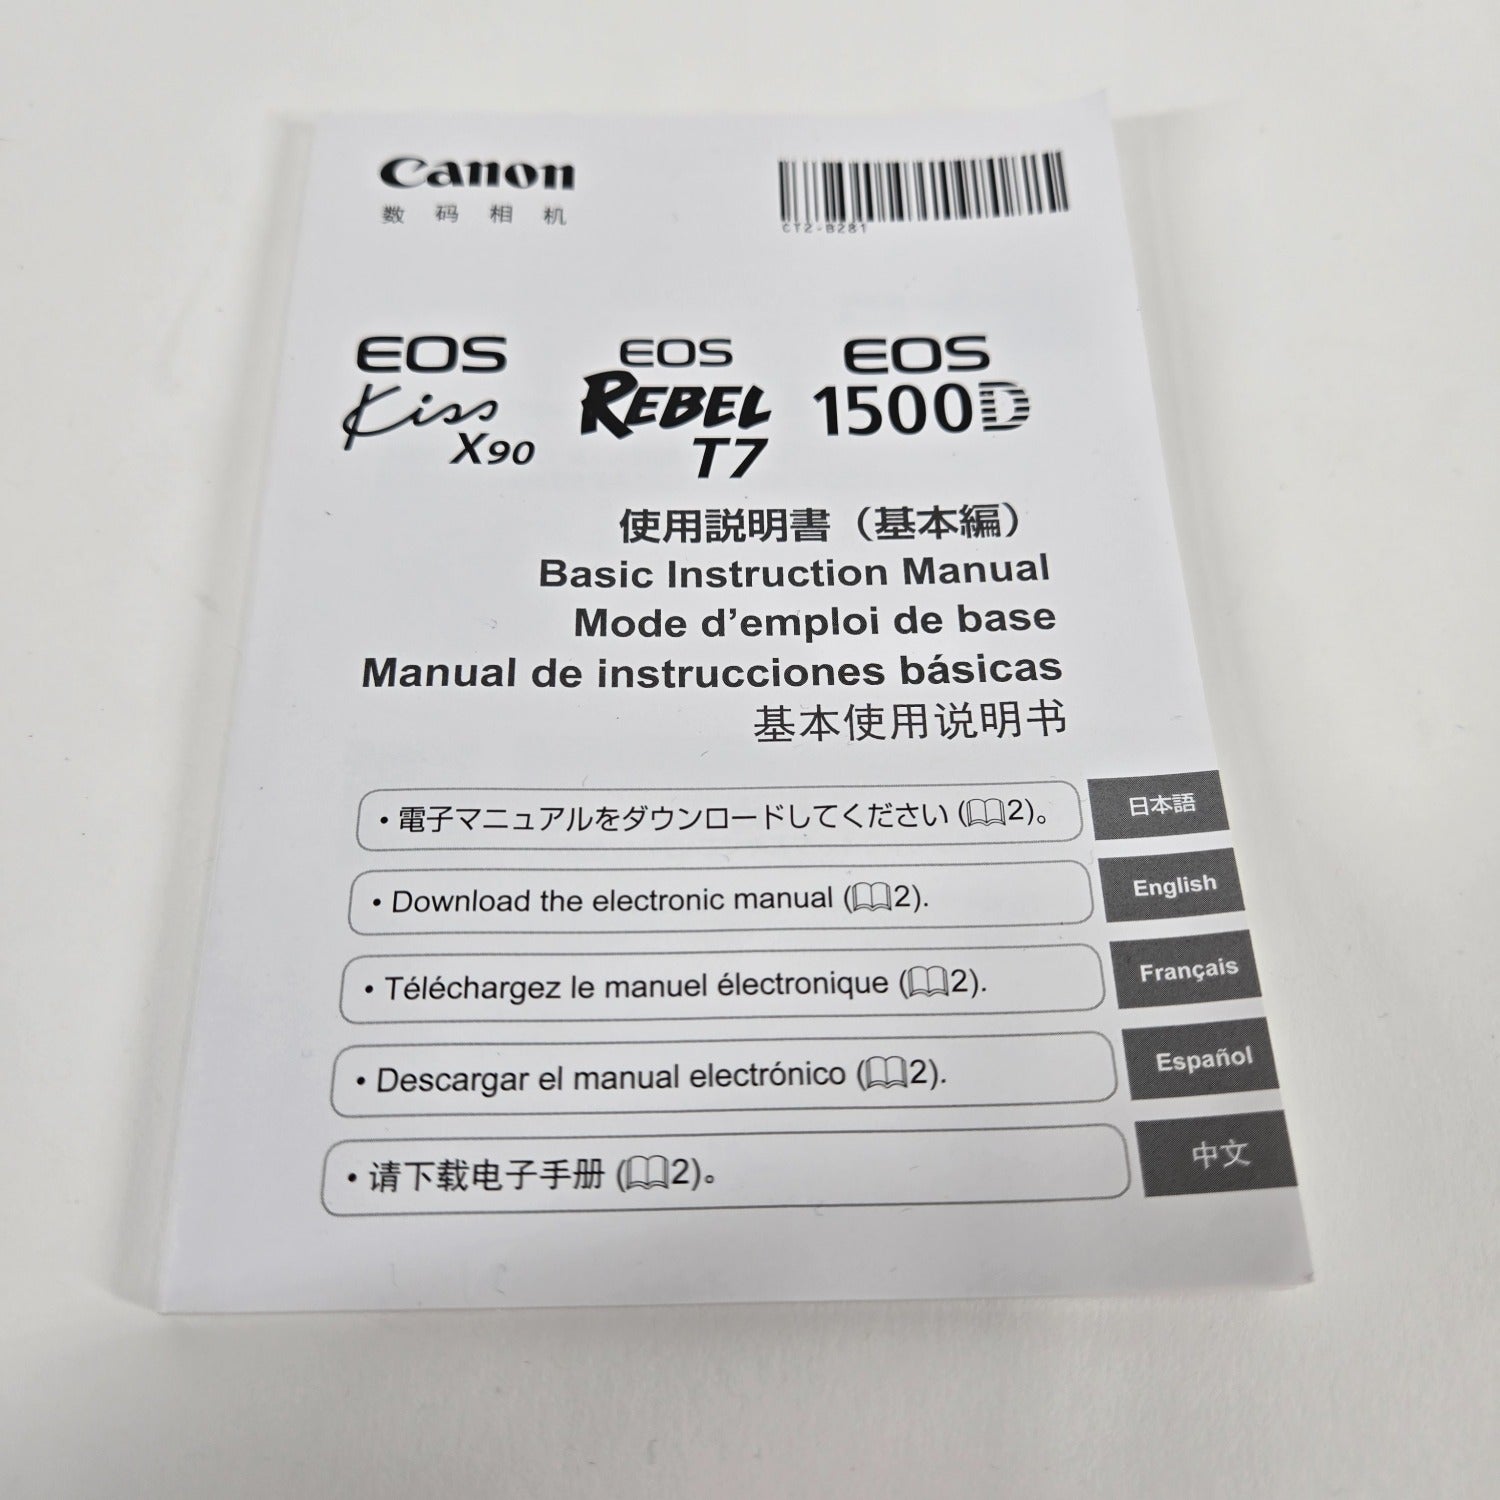 Canon
数码相机
CT2-B281
EOS Kiss X90
EOS REBEL T7
EOS 1500D
使用説明書（基本編）
Basic Instruction Manual
Mode d’emploi de base
Manual de instrucciones básicas
基本使用说明书
• 電子マニュアルをダウンロードしてください (2)。
日本語
• Download the electronic manual (2).
English
• Téléchargez le manuel électronique (2).
Français
• Descargar el manual electrónico (2).
Español
• 请下载电子手册 (2)。
中文